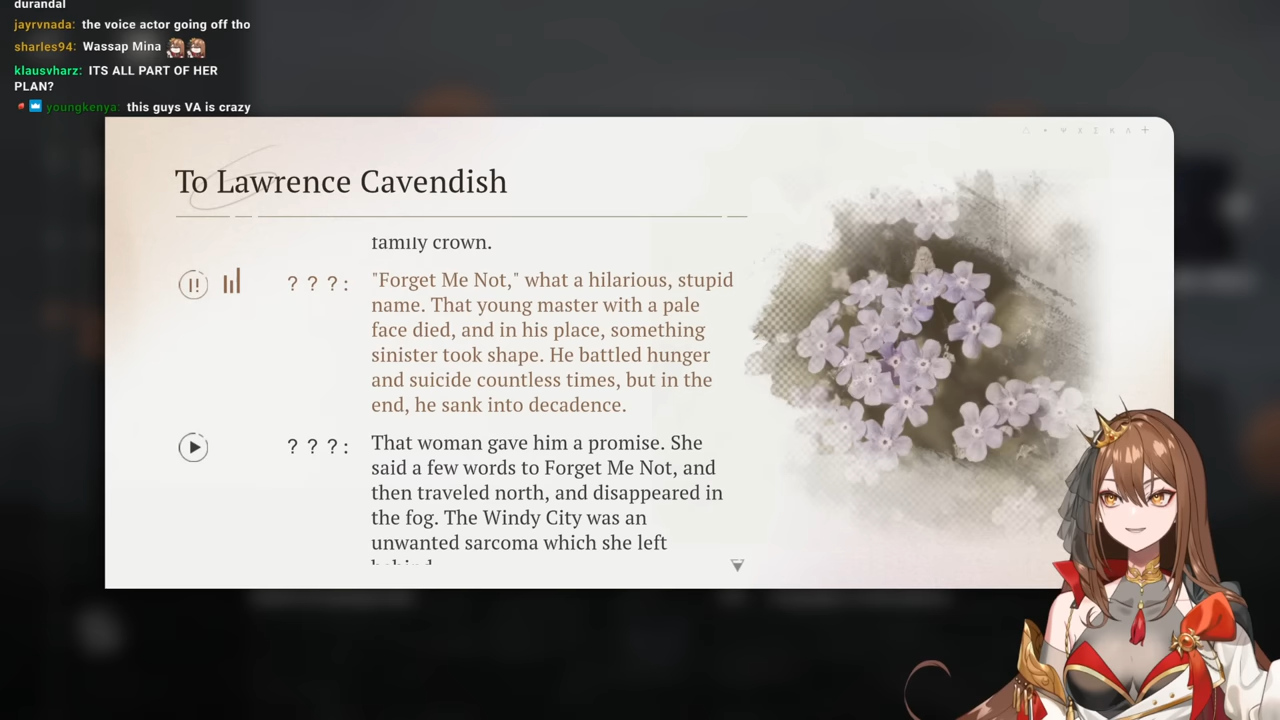 durandal
jayrvnada: the voice actor going off tho
sharles94: Wassap Mina
klausvharz: ITS ALL PART OF HER
PLAN?
youngkenya: this guys VA is crazy
To Lawrence Cavendish
family crown.
? ? ? : "Forget Me Not," what a hilarious, stupid
name. That young master with a pale
face died, and in his place, something
sinister took shape. He battled hunger
and suicide countless times, but in the
end, he sank into decadence.
? ? ? : That woman gave him a promise. She
said a few words to Forget Me Not, and
then traveled north, and disappeared in
the fog. The Windy City was an
unwanted sarcoma which she left
behind